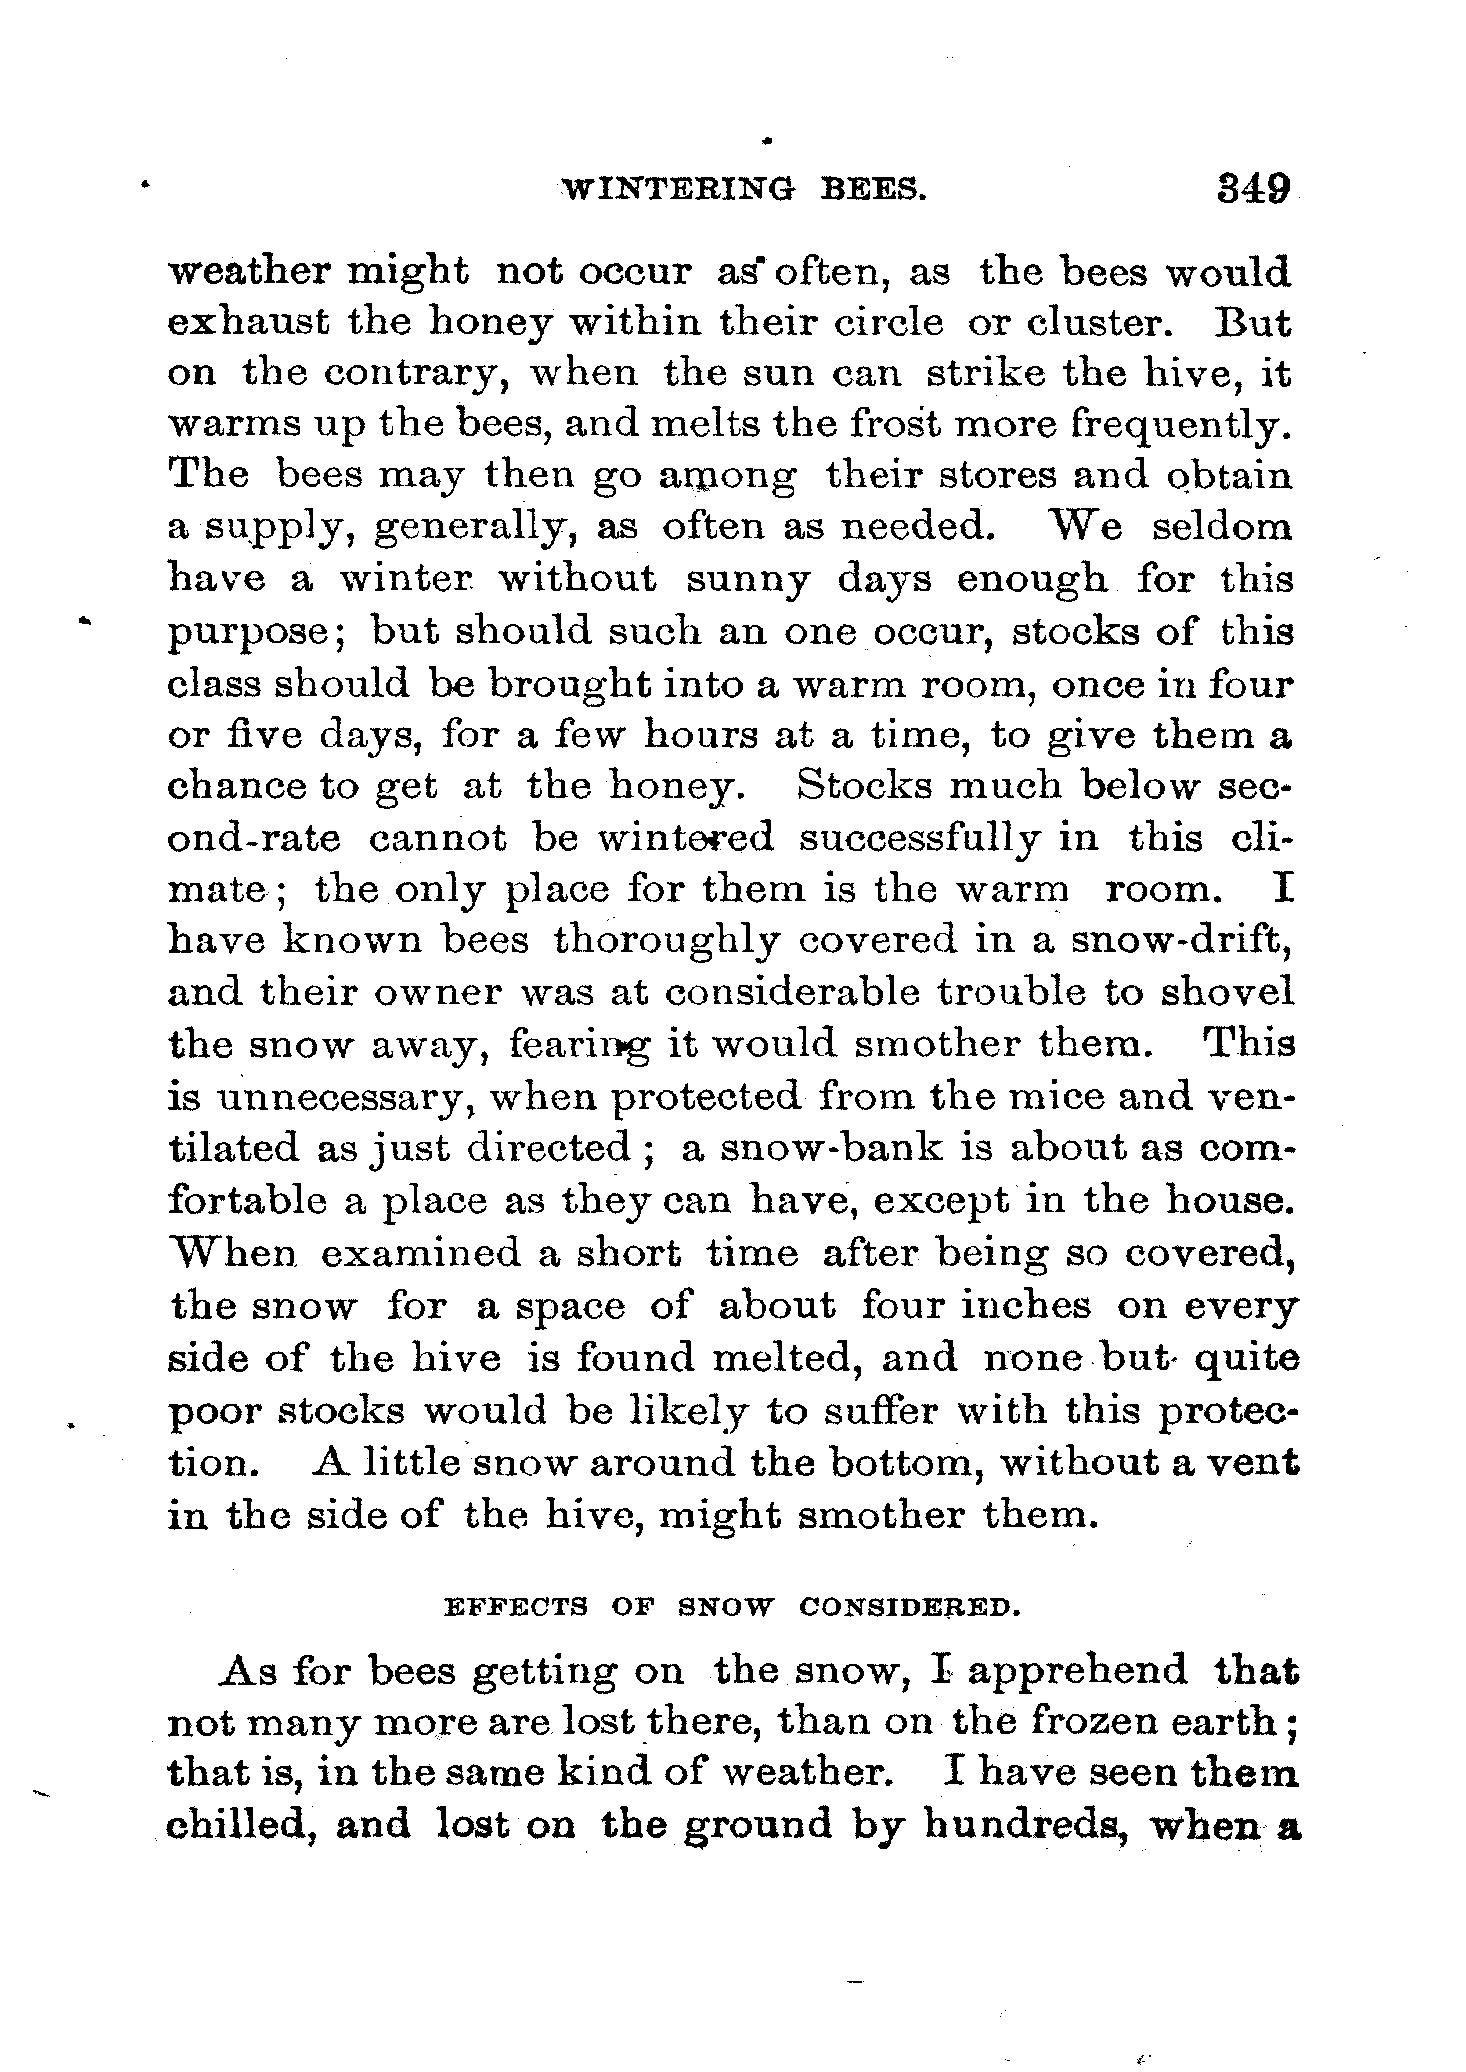 WINTERING BEES. 349
weather might not occur as often, as the bees would
exhaust the honey within their circle or cluster. But
on the contrary, when the sun can strike the hive, it
warms up the bees, and melts the frost more frequently.
The bees may then go among their stores and obtain
a supply, generally, as often as needed. We seldom
have a winter without sunny days enough for this
purpose; but should such an one occur, stocks of this
class should be brought into a warm room, once in four
or five days, for a few hours at a time, to give them a
chance to get at the honey. Stocks much below sec-
ond-rate cannot be wintered successfully in this cli-
mate; the only place for them is the warm room. I
have known bees thoroughly covered in a snow-drift,
and their owner was at considerable trouble to shovel
the snow away, fearing it would smother them. This
is unnecessary, when protected from the mice and ven-
tilated as just directed; a snow-bank is about as com-
fortable a place as they can have, except in the house.
When examined a short time after being so covered,
the snow for a space of about four inches on every
side of the hive is found melted, and none but quite
poor stocks would be likely to suffer with this protec-
tion. A little snow around the bottom, without a vent
in the side of the hive, might smother them.
EFFECTS OF SNOW CONSIDERED.
As for bees getting on the snow, I apprehend that
not many more are lost there, than on the frozen earth;
that is, in the same kind of weather. I have seen them
chilled, and lost on the ground by hundreds, when a